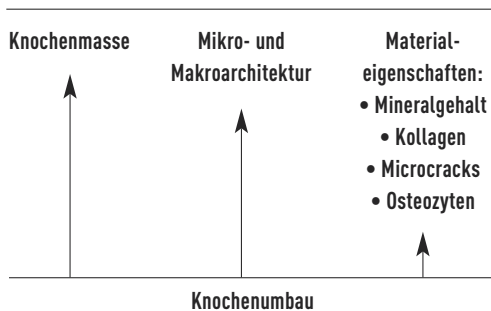 Knochenmasse
Mikro- und
Makroarchitektur
Material-
eigenschaften:
• Mineralgehalt
• Kollagen
• Microcracks
• Osteozyten
Knochenumbau